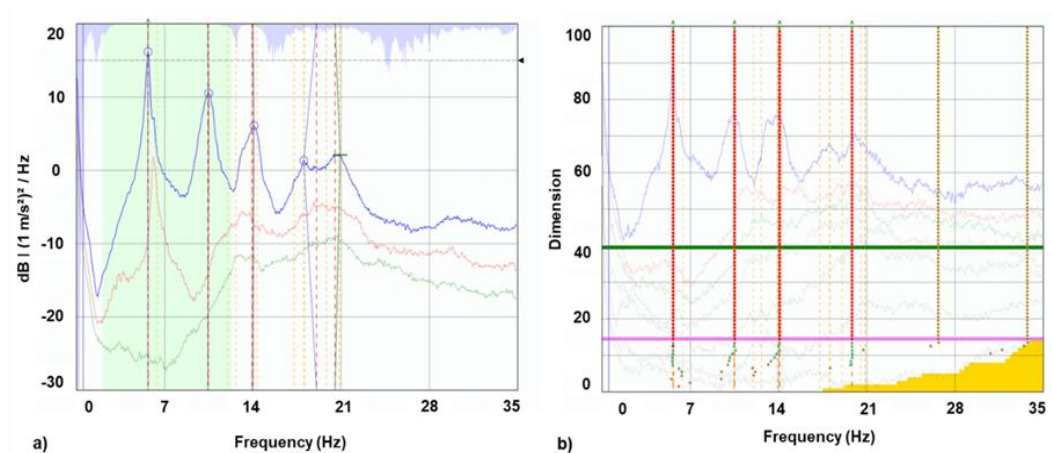 20
10
0
-10
-20
-30
dB | (1 m/s²)² / Hz
0 7 14 21 28 35
Frequency (Hz)
a)
100
80
60
40
20
0
Dimension
0 7 14 21 28 35
Frequency (Hz)
b)